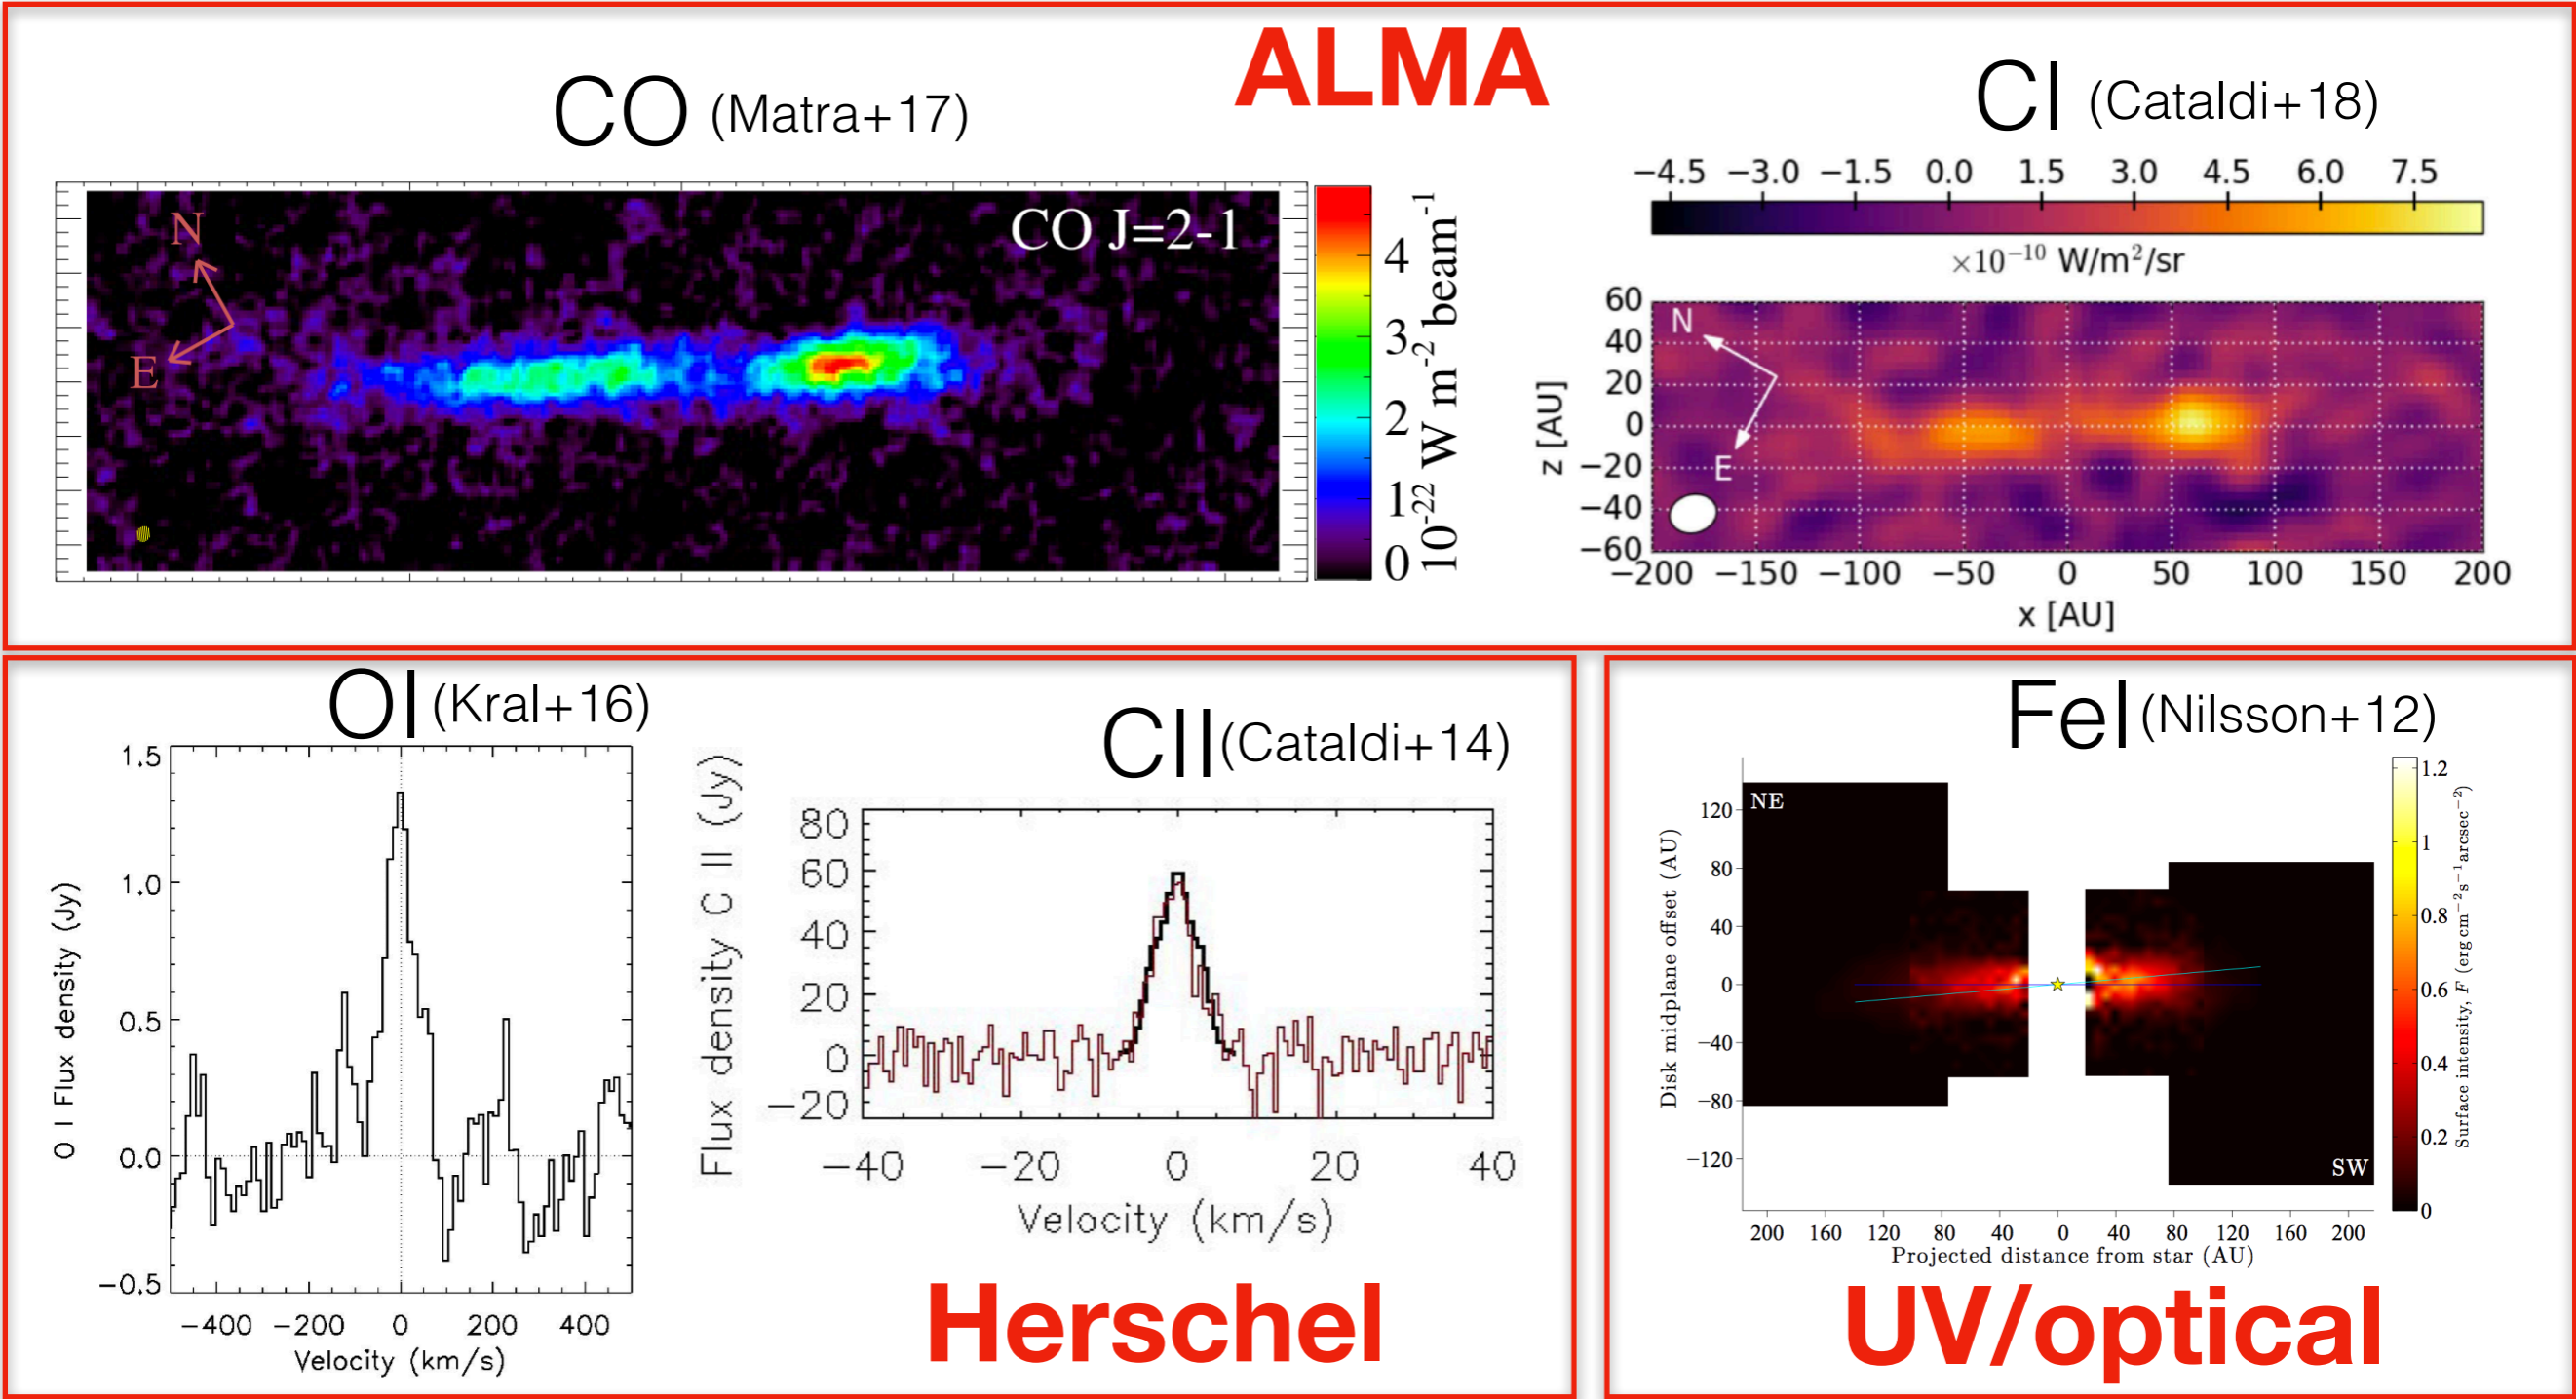 ALMA
CO (Matra+17)
CI (Cataldi+18)
N
E
CO J=2-1
4
3
2
1
0
10-22 W m-2 beam-1
−4.5 −3.0 −1.5 0.0 1.5 3.0 4.5 6.0 7.5
×10−10 W/m2/sr
60
40
20
0
−20
−40
−60
z [AU]
N
E
−200 −150 −100 −50 0 50 100 150 200
x [AU]
OI (Kral+16)
1.5
1.0
0.5
0.0
−0.5
O I Flux density (Jy)
−400 −200 0 200 400
Velocity (km/s)
CII (Cataldi+14)
80
60
40
20
0
−20
Flux density C II (Jy)
−40 −20 0 20 40
Velocity (km/s)
Herschel
FeI (Nilsson+12)
NE
SW
120
80
40
0
−40
−80
−120
Disk midplane offset (AU)
200 160 120 80 40 0 40 80 120 160 200
Projected distance from star (AU)
1.2
1
0.8
0.6
0.4
0.2
0
Surface intensity, F (erg cm−2 s−1 arcsec−2)
UV/optical